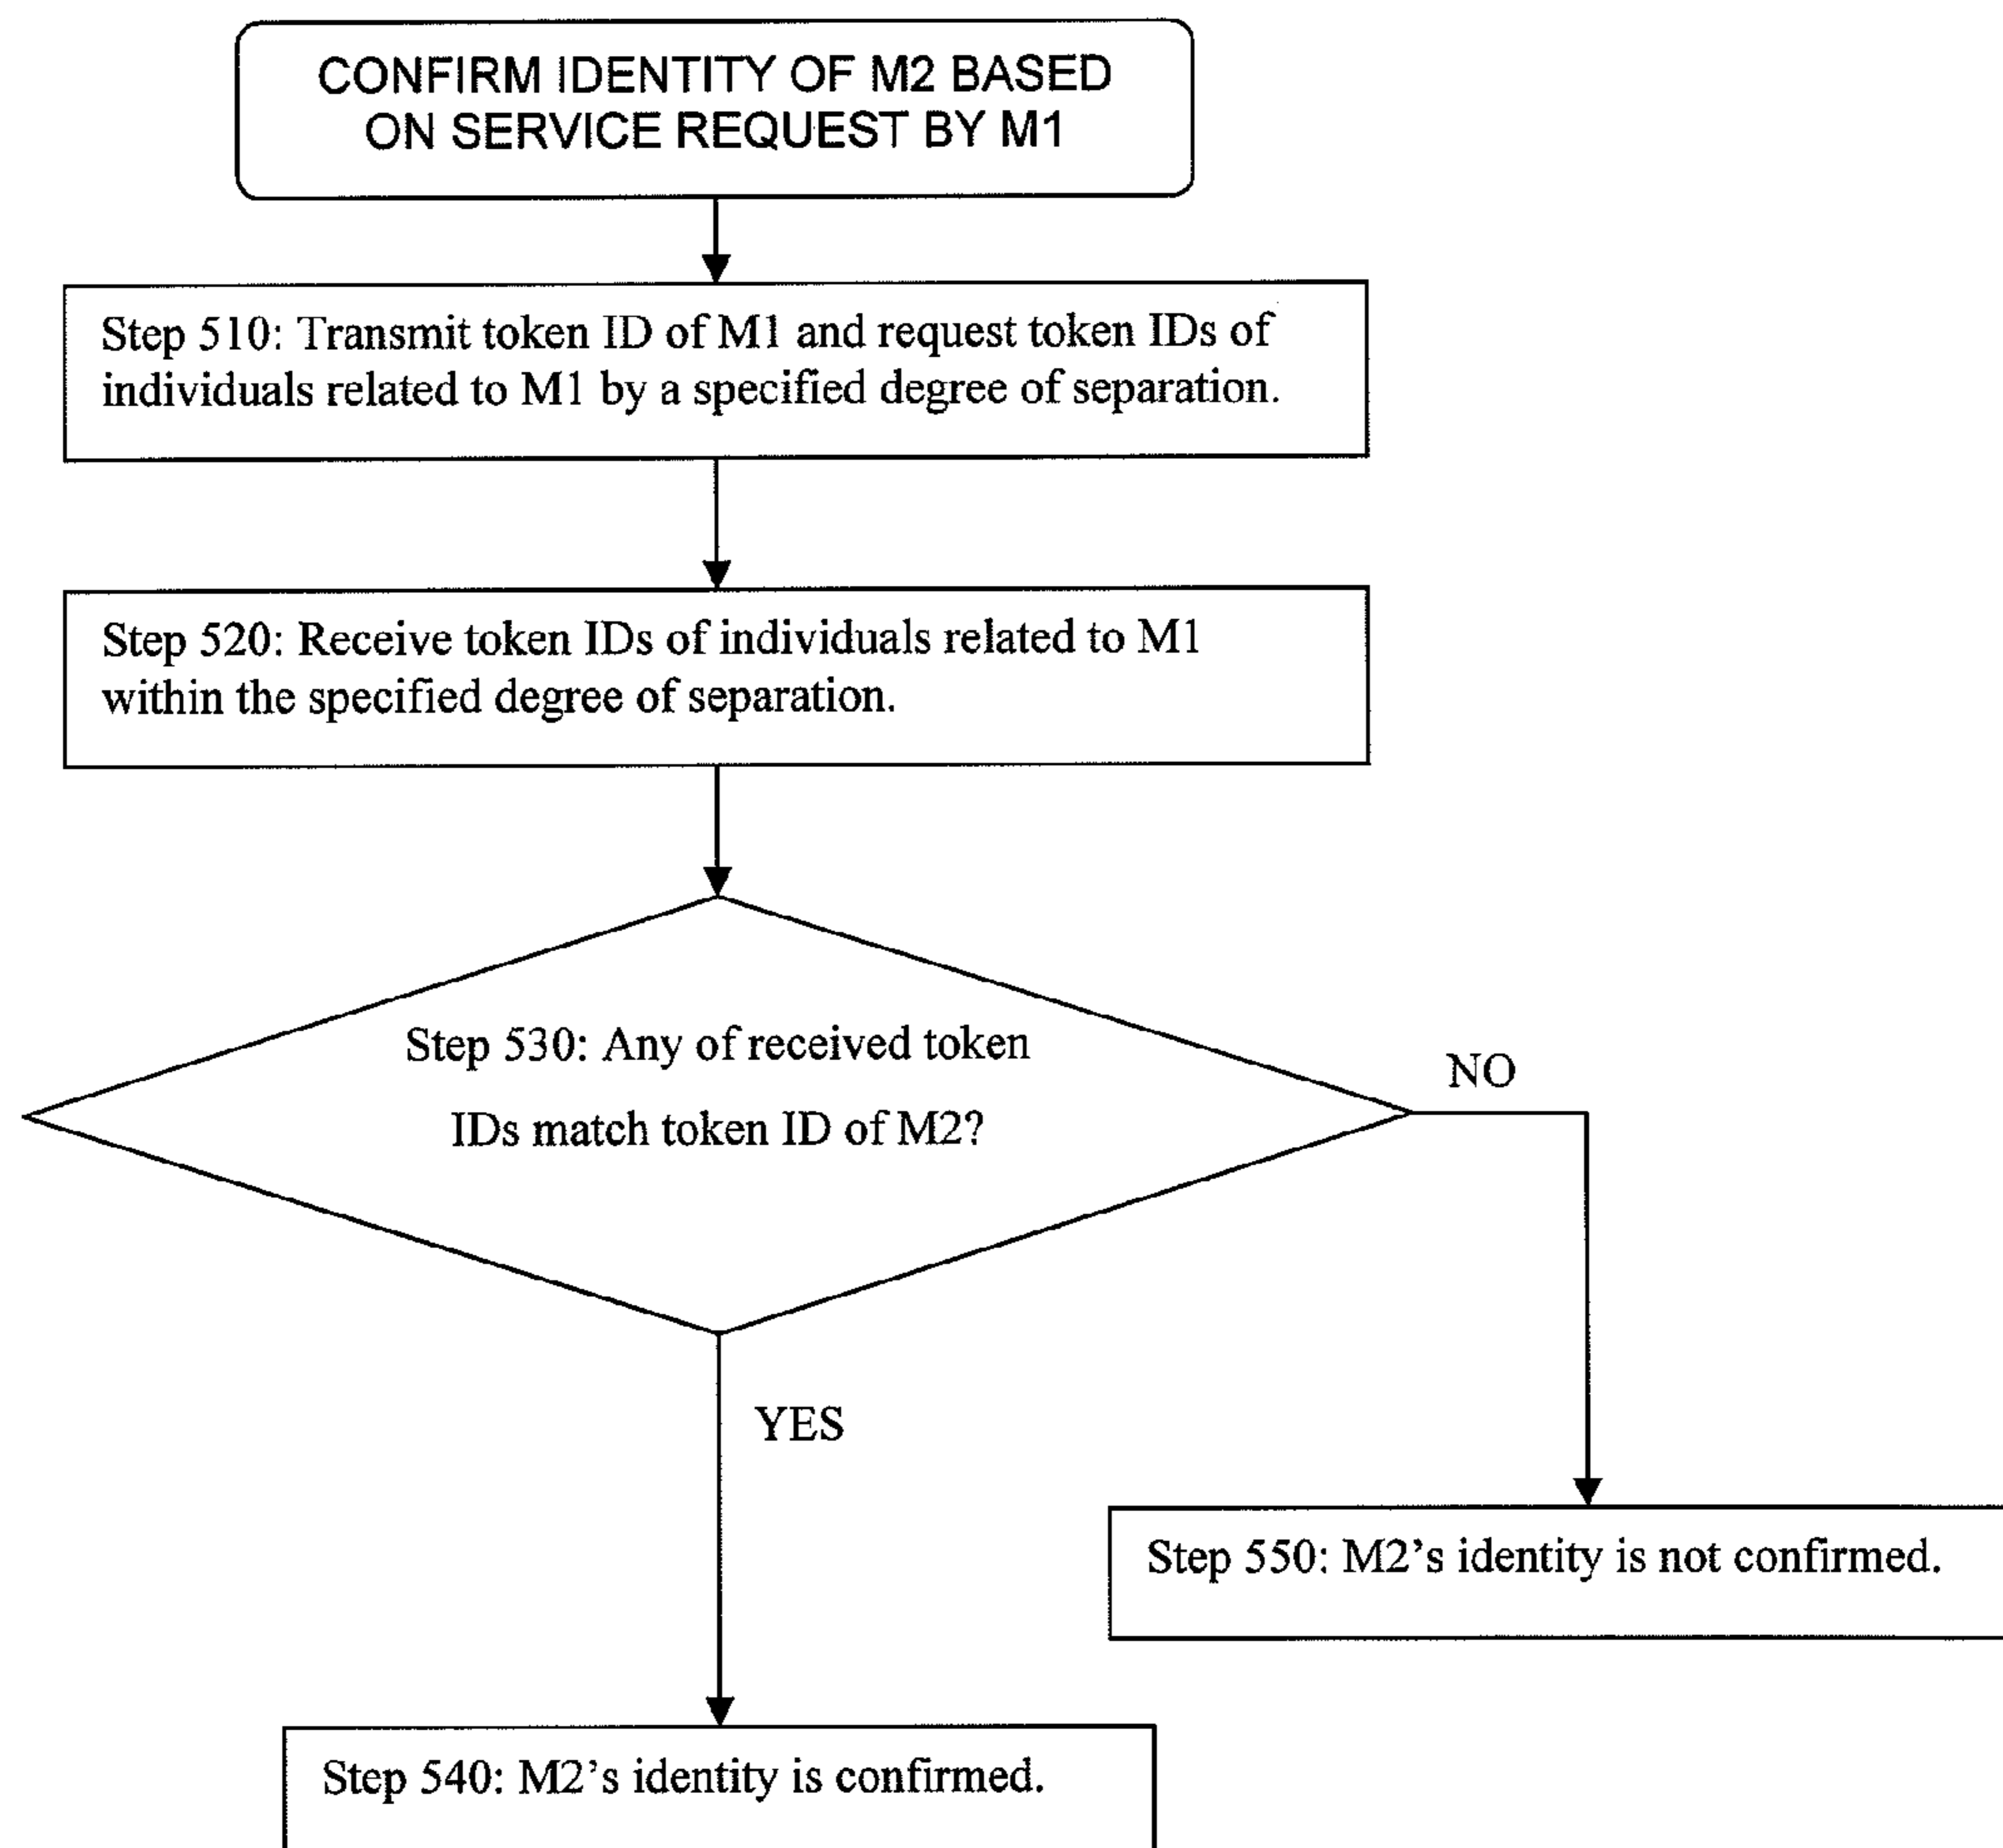 CONFIRM IDENTITY OF M2 BASED
ON SERVICE REQUEST BY M1
Step 510: Transmit token ID of M1 and request token IDs of
individuals related to M1 by a specified degree of separation.
Step 520: Receive token IDs of individuals related to M1
within the specified degree of separation.
Step 530: Any of received token
IDs match token ID of M2?
NO
YES
Step 550: M2’s identity is not confirmed.
Step 540: M2’s identity is confirmed.